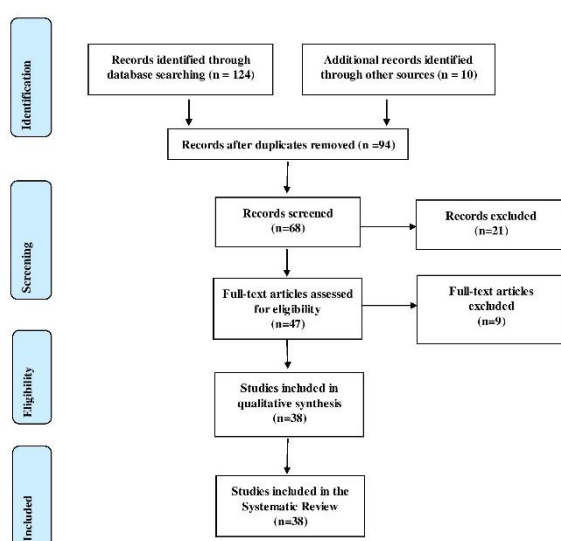 Identification
Records identified through
database searching (n = 124)
Additional records identified
through other sources (n = 10)
Records after duplicates removed (n =94)
Screening
Records screened
(n=68)
Records excluded
(n=21)
Full-text articles assessed
for eligibility
(n=47)
Full-text articles
excluded
(n=9)
Eligibility
Studies included in
qualitative synthesis
(n=38)
Included
Studies included in the
Systematic Review
(n=38)